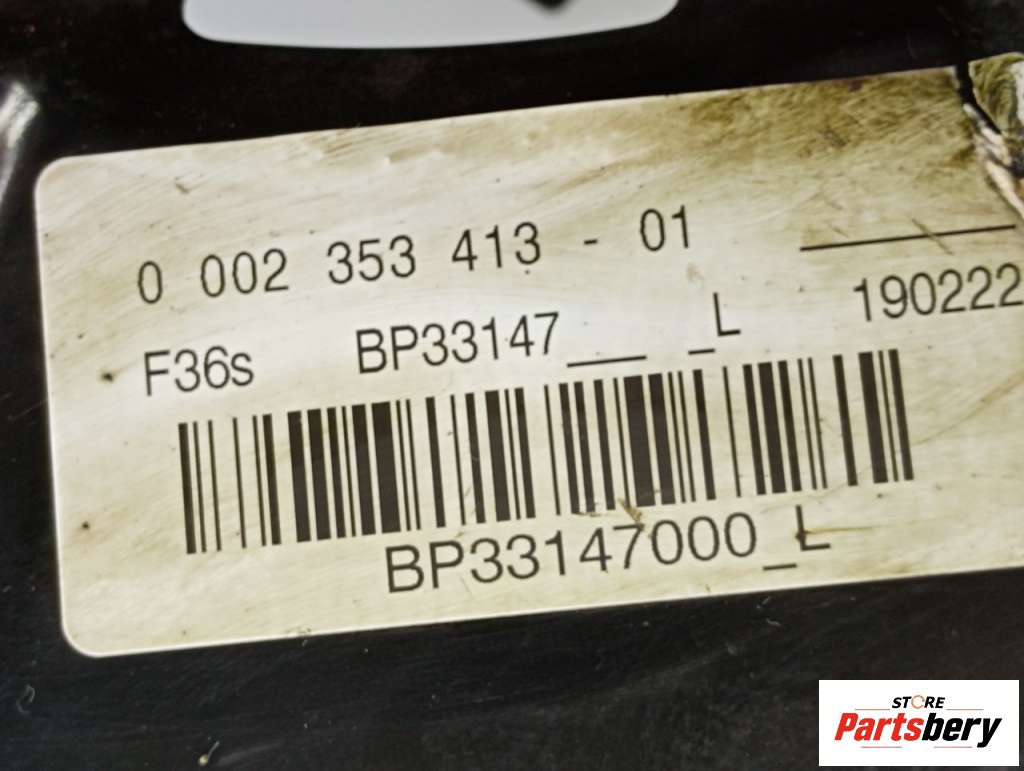 0 002 353 413 - 01
F36s BP33147___ _L 190222
BP33147000_L
STORE
Partsbery